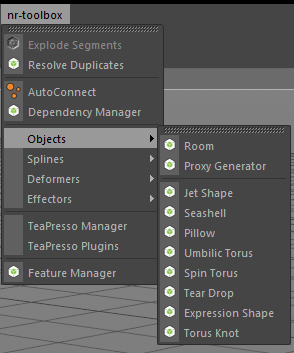 nr-toolbox
Explode Segments
Resolve Duplicates
AutoConnect
Dependency Manager
Objects
Splines
Deformers
Effectors
TeaPresso Manager
TeaPresso Plugins
Feature Manager
Room
Proxy Generator
Jet Shape
Seashell
Pillow
Umbilic Torus
Spin Torus
Tear Drop
Expression Shape
Torus Knot